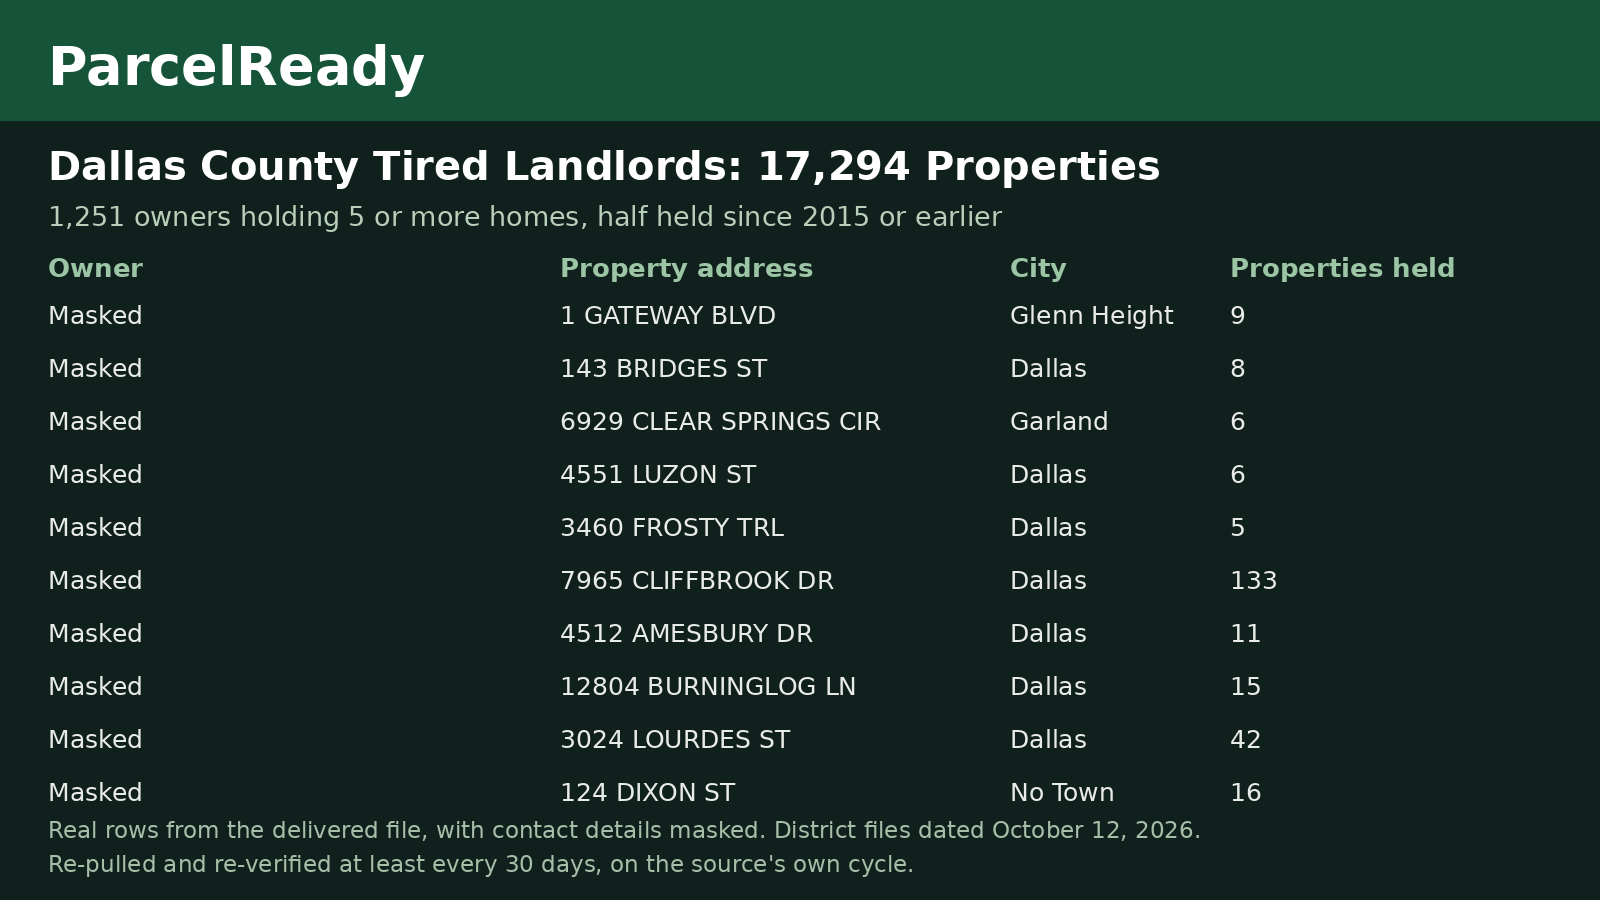 ParcelReady
Dallas County Tired Landlords: 17,294 Properties
1,251 owners holding 5 or more homes, half held since 2015 or earlier
Owner Property address City Properties held
Masked 1 GATEWAY BLVD Glenn Height 9
Masked 143 BRIDGES ST Dallas 8
Masked 6929 CLEAR SPRINGS CIR Garland 6
Masked 4551 LUZON ST Dallas 6
Masked 3460 FROSTY TRL Dallas 5
Masked 7965 CLIFFBROOK DR Dallas 133
Masked 4512 AMESBURY DR Dallas 11
Masked 12804 BURNINGLOG LN Dallas 15
Masked 3024 LOURDES ST Dallas 42
Masked 124 DIXON ST No Town 16
Real rows from the delivered file, with contact details masked. District files dated October 12, 2026.
Re-pulled and re-verified at least every 30 days, on the source's own cycle.